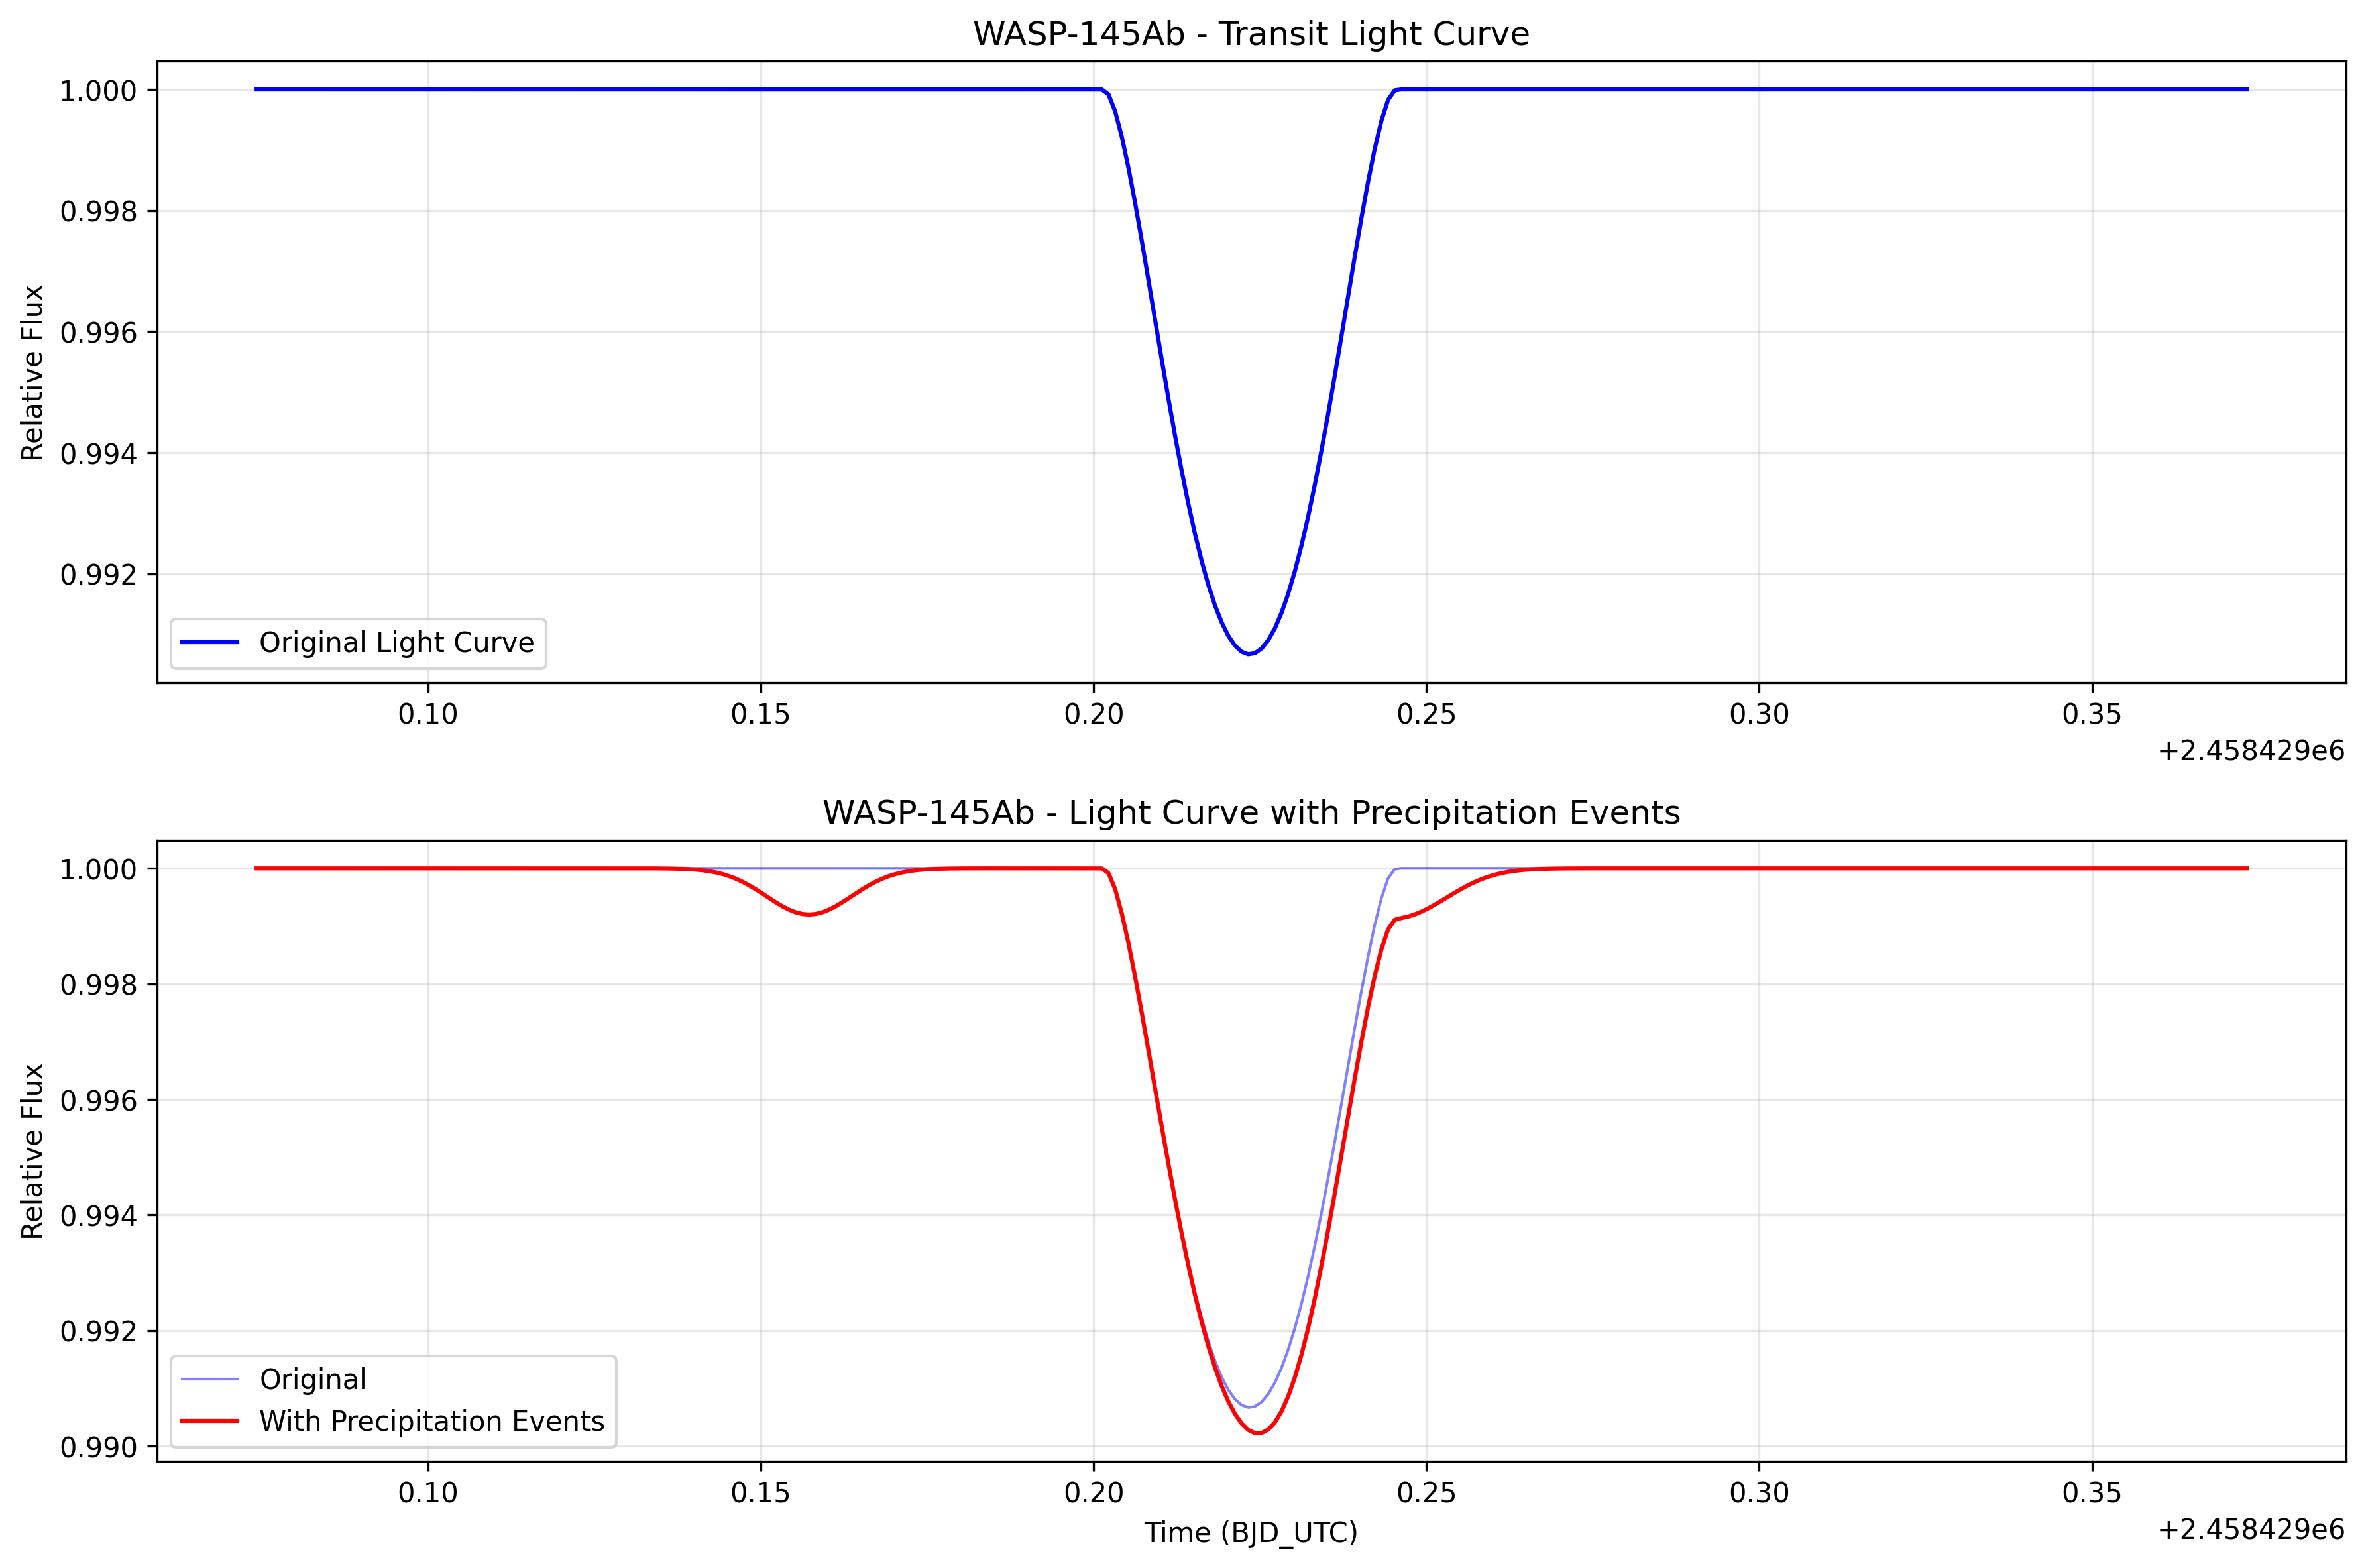 WASP-145Ab - Transit Light Curve
1.000
0.998
0.996
0.994
0.992
Relative Flux
Original Light Curve
0.10 0.15 0.20 0.25 0.30 0.35
+2.458429e6
WASP-145Ab - Light Curve with Precipitation Events
1.000
0.998
0.996
0.994
0.992
0.990
Relative Flux
Original
With Precipitation Events
0.10 0.15 0.20 0.25 0.30 0.35
Time (BJD_UTC)
+2.458429e6